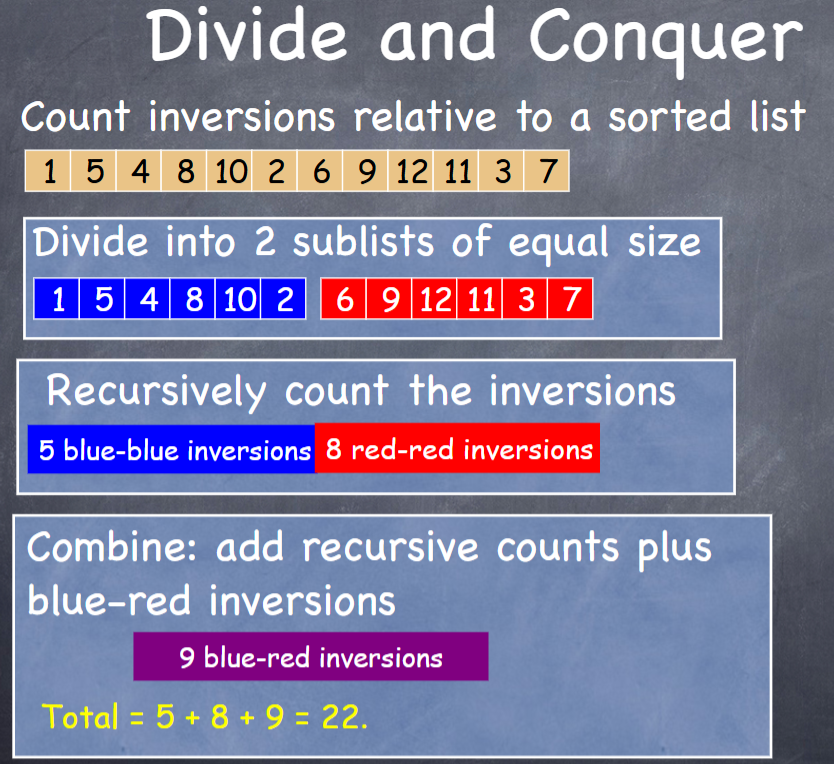 Divide and Conquer
Count inversions relative to a sorted list
1 5 4 8 10 2 6 9 12 11 3 7
Divide into 2 sublists of equal size
1 5 4 8 10 2 6 9 12 11 3 7
Recursively count the inversions
5 blue-blue inversions 8 red-red inversions
Combine: add recursive counts plus
blue-red inversions
9 blue-red inversions
Total = 5 + 8 + 9 = 22.